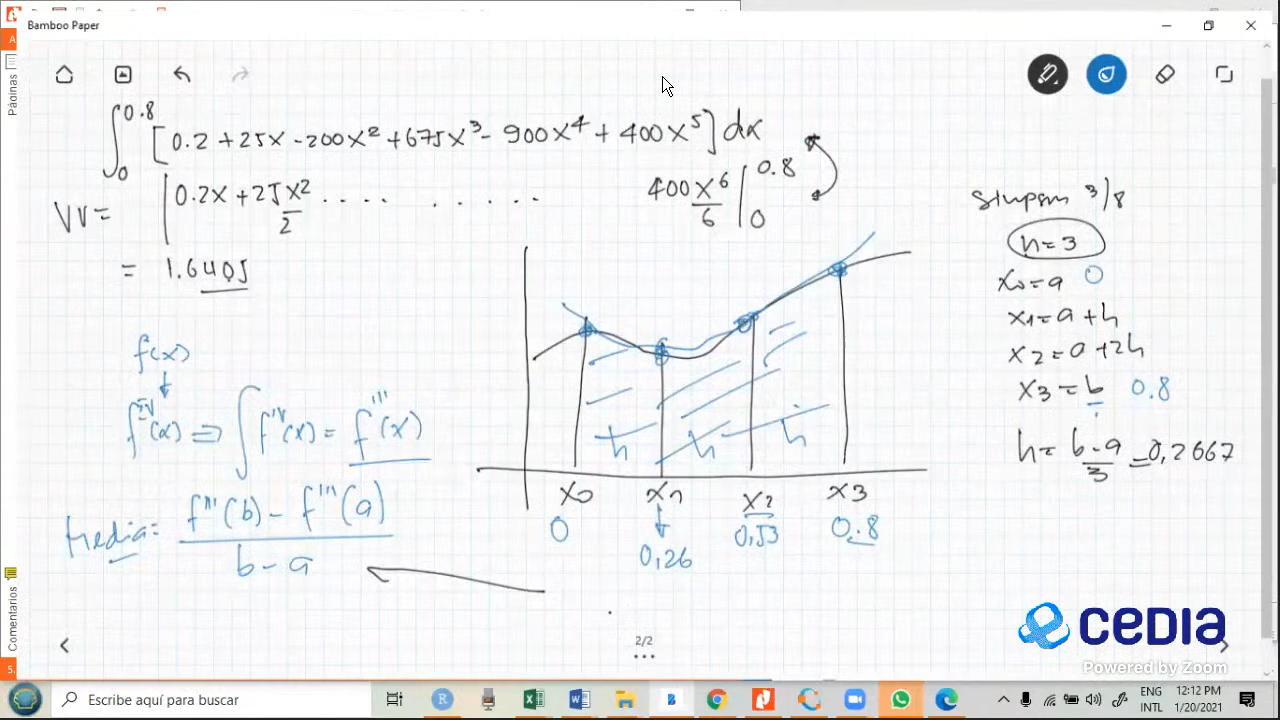 Bamboo Paper
Páginas
∫₀^0.8 [0.2 + 25x - 200x² + 675x³ - 900x⁴ + 400x⁵] dx
VV = | 0.2x + 25x²/2 .... ..... 400x⁶/6 |₀^0.8
= 1.6405
f(x)
f^IV(x) ⇒ ∫ f^IV(x) = f'''(x)
Media = f'''(b) - f'''(a) / b - a
h h h
x0 x1 x2 x3
0 0,26 0,53 0.8
Simpson 3/8
n=3
x0=a 0
x1=a+h
x2=a+2h
x3=b 0.8
h= b-a/3 = 0,2667
Comentarios
2/2
cedia
Powered by Zoom
5.
Escribe aquí para buscar
ENG
INTL
12:12 PM
1/20/2021